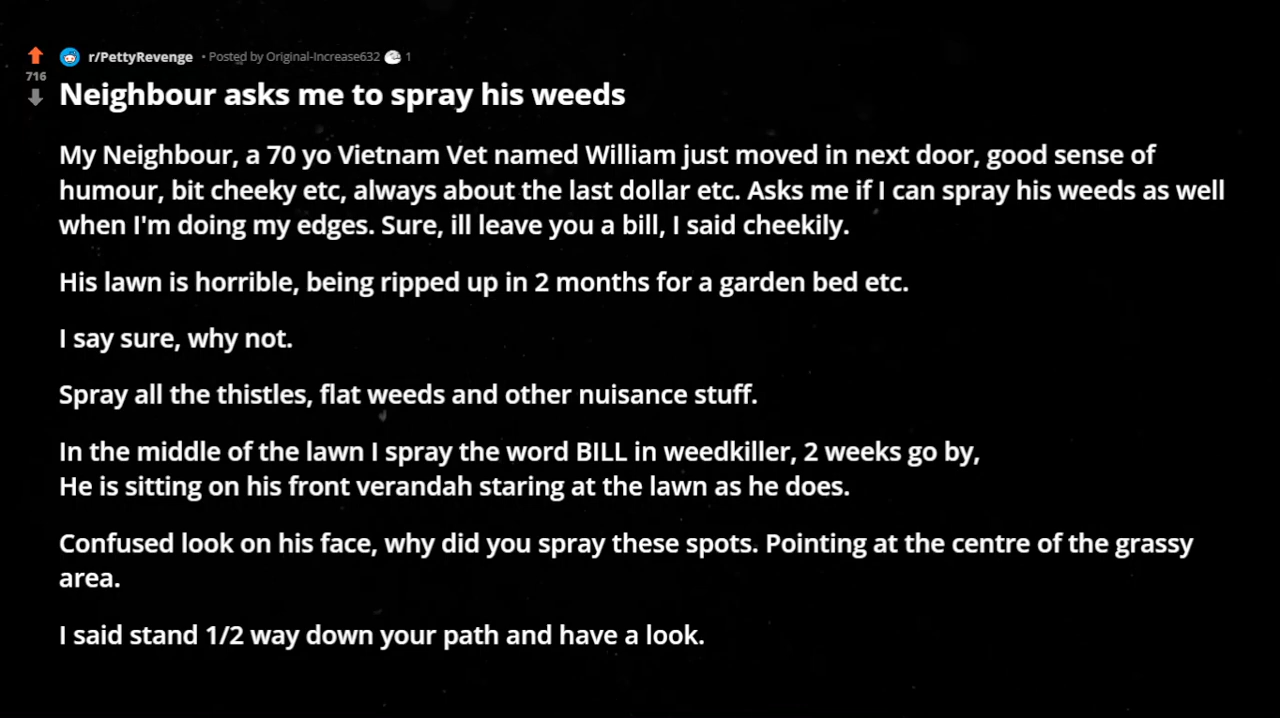 r/PettyRevenge • Posted by Original-Increase632 1
716
Neighbour asks me to spray his weeds
My Neighbour, a 70 yo Vietnam Vet named William just moved in next door, good sense of
humour, bit cheeky etc, always about the last dollar etc. Asks me if I can spray his weeds as well
when I'm doing my edges. Sure, ill leave you a bill, I said cheekily.
His lawn is horrible, being ripped up in 2 months for a garden bed etc.
I say sure, why not.
Spray all the thistles, flat weeds and other nuisance stuff.
In the middle of the lawn I spray the word BILL in weedkiller, 2 weeks go by,
He is sitting on his front verandah staring at the lawn as he does.
Confused look on his face, why did you spray these spots. Pointing at the centre of the grassy
area.
I said stand 1/2 way down your path and have a look.